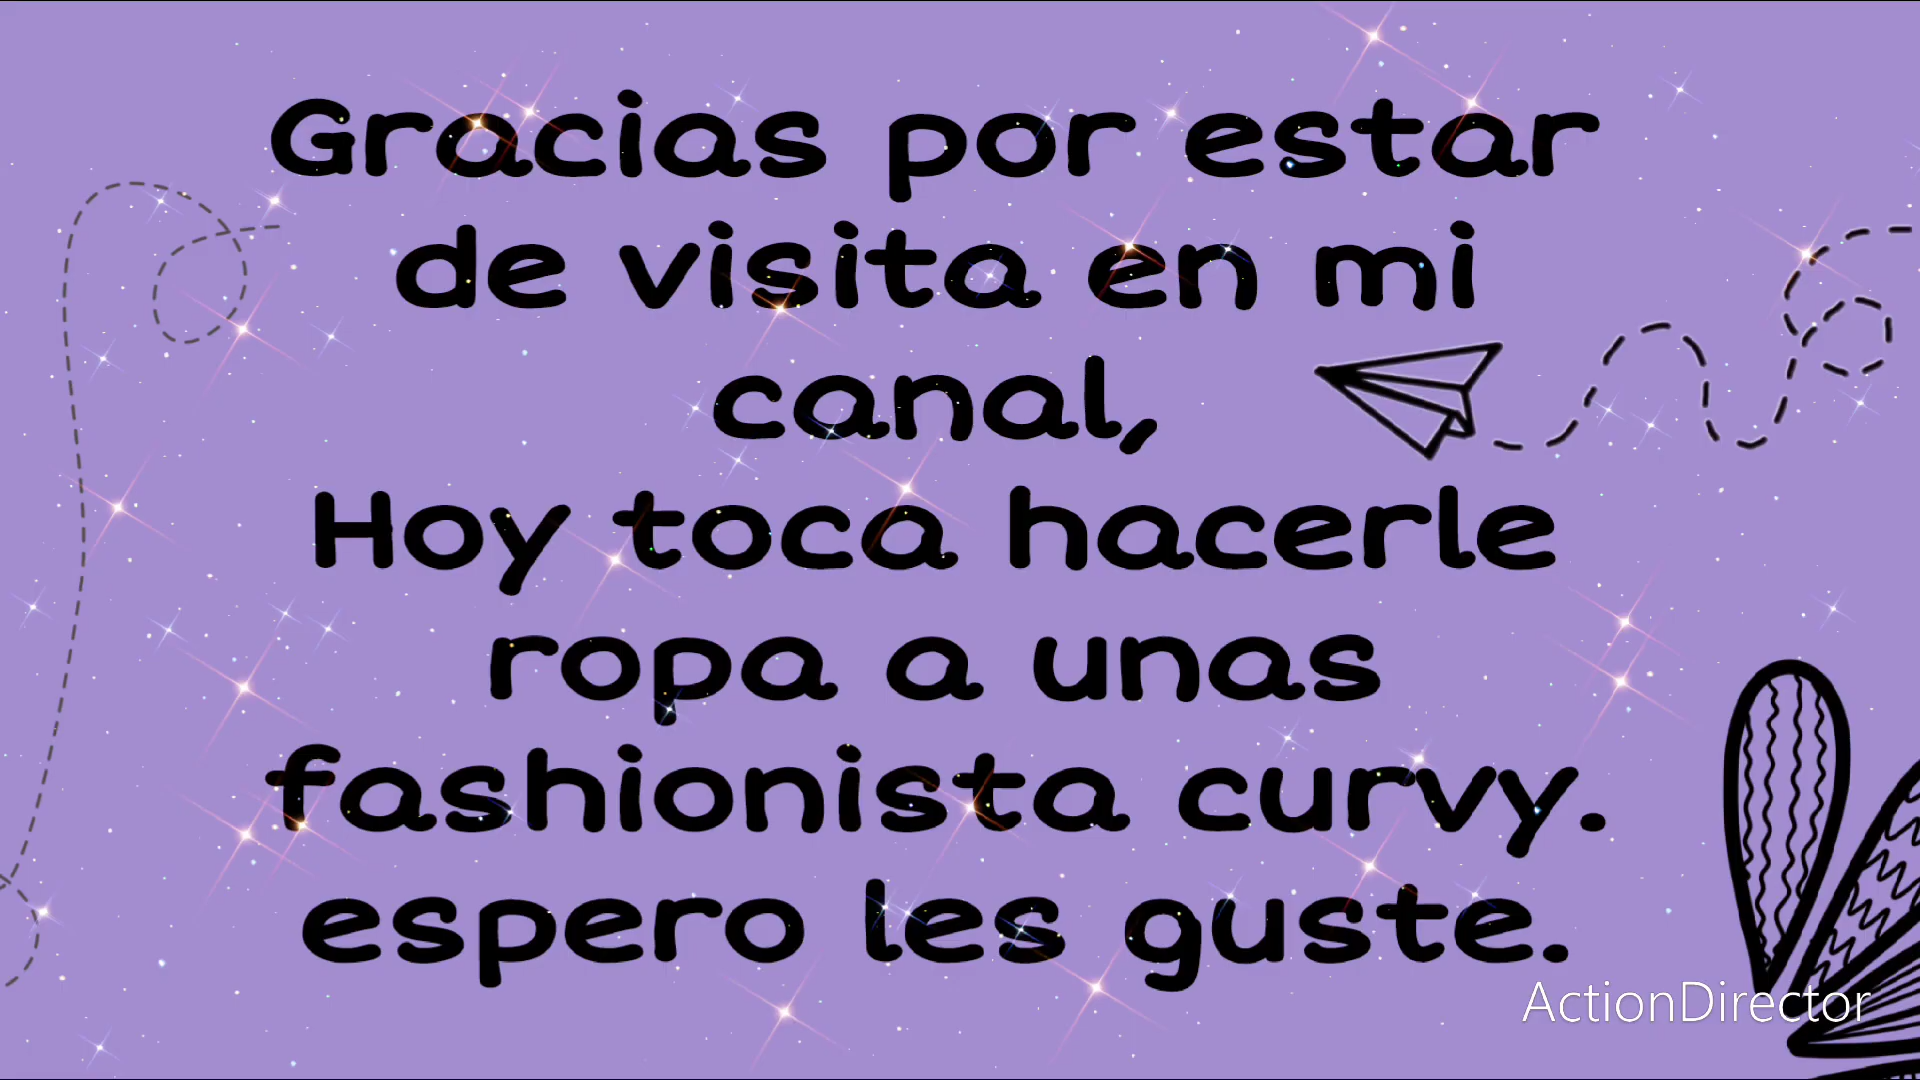 Gracias por estar
de visita en mi
canal,
Hoy toca hacerle
ropa a unas
fashionista curvy.
espero les guste.
ActionDirector